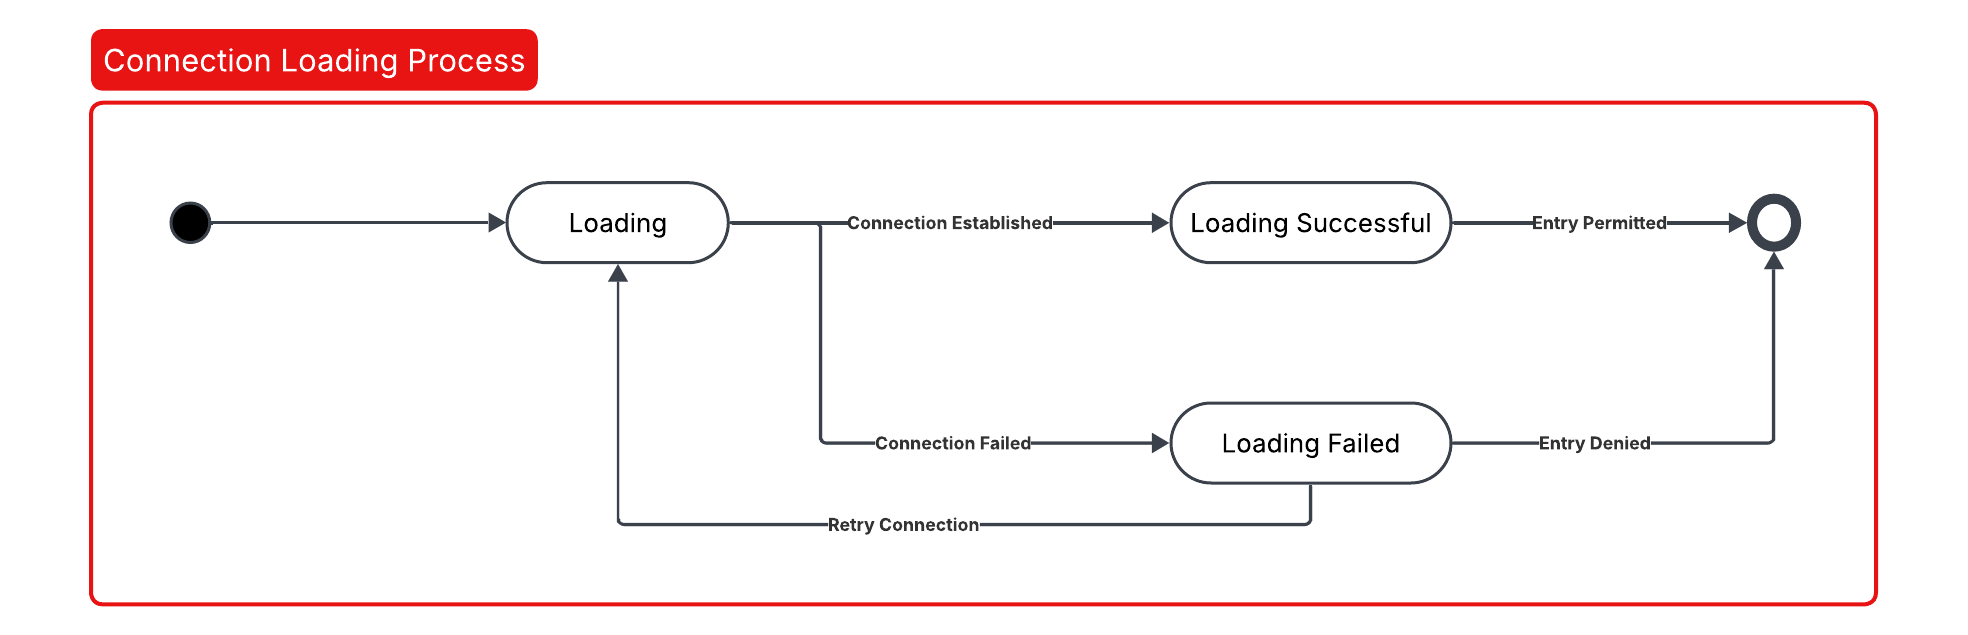 Connection Loading Process
Loading
Connection Established
Loading Successful
Entry Permitted
Connection Failed
Loading Failed
Entry Denied
Retry Connection